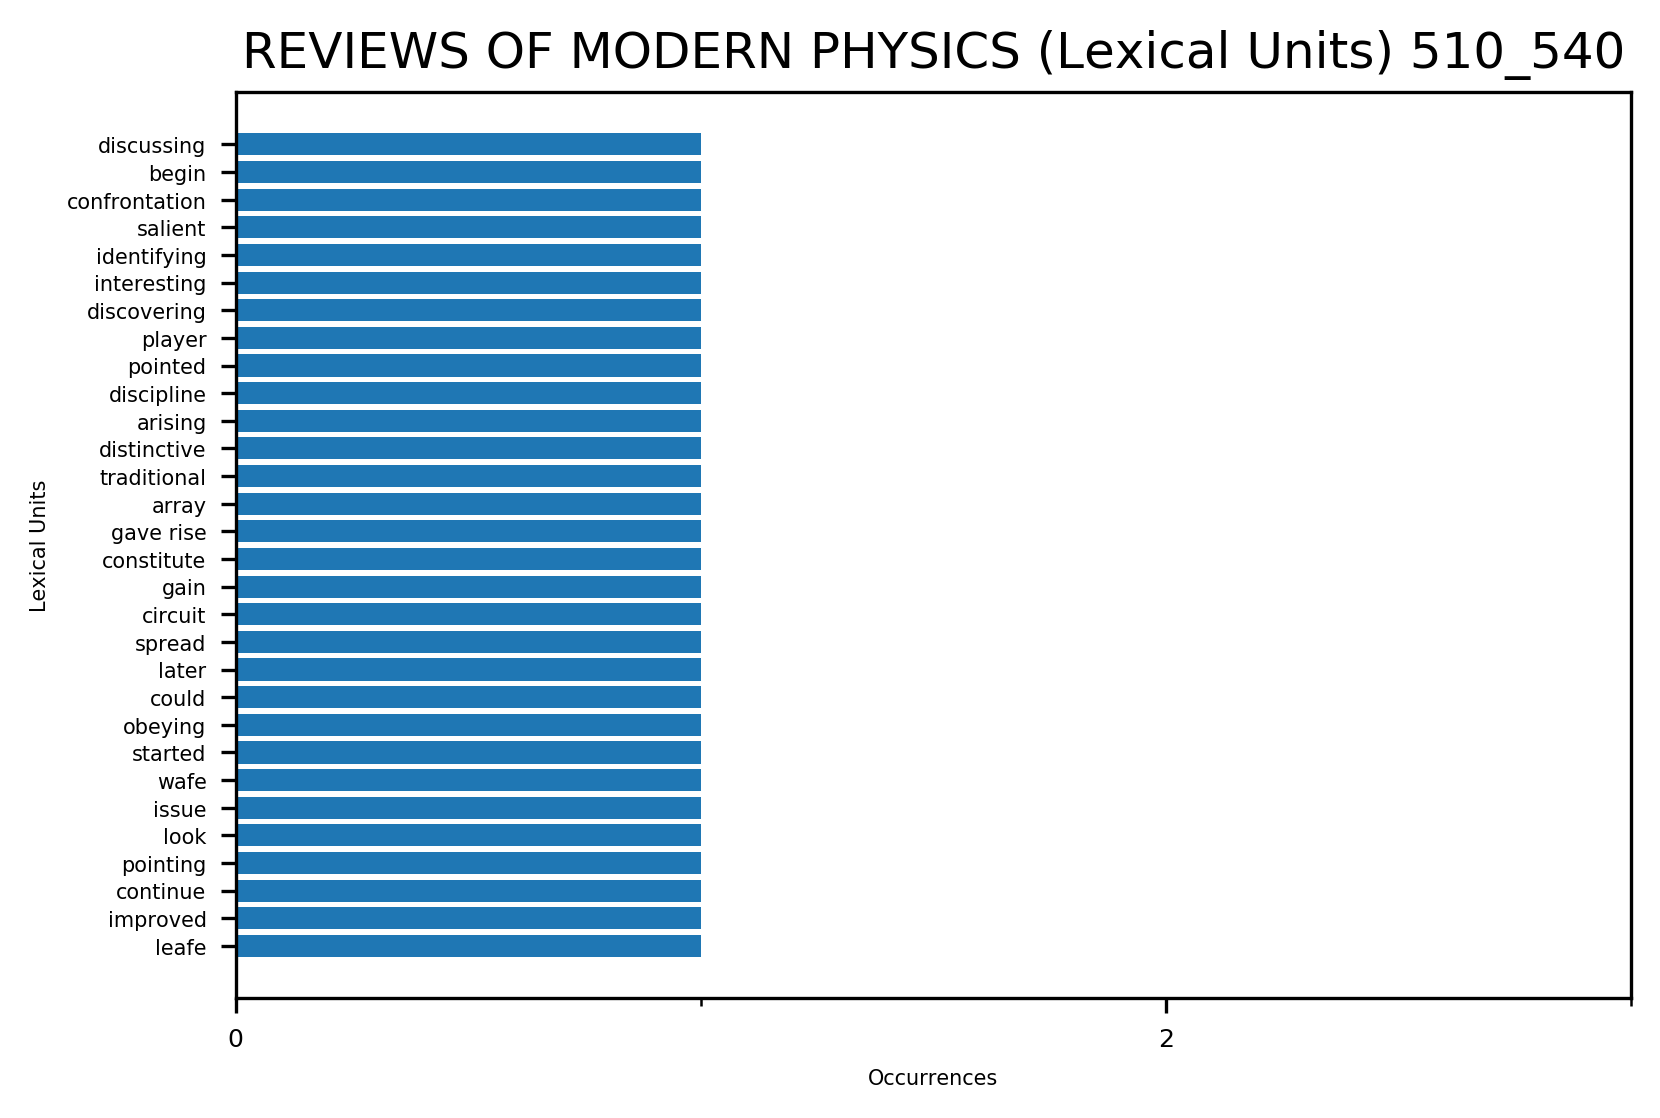 REVIEWS OF MODERN PHYSICS (Lexical Units) 510_540
discussing
begin
confrontation
salient
identifying
interesting
discovering
player
pointed
discipline
arising
distinctive
traditional
array
gave rise
constitute
gain
circuit
spread
later
could
obeying
started
wafe
issue
look
pointing
continue
improved
leafe
Lexical Units
0
2
Occurrences